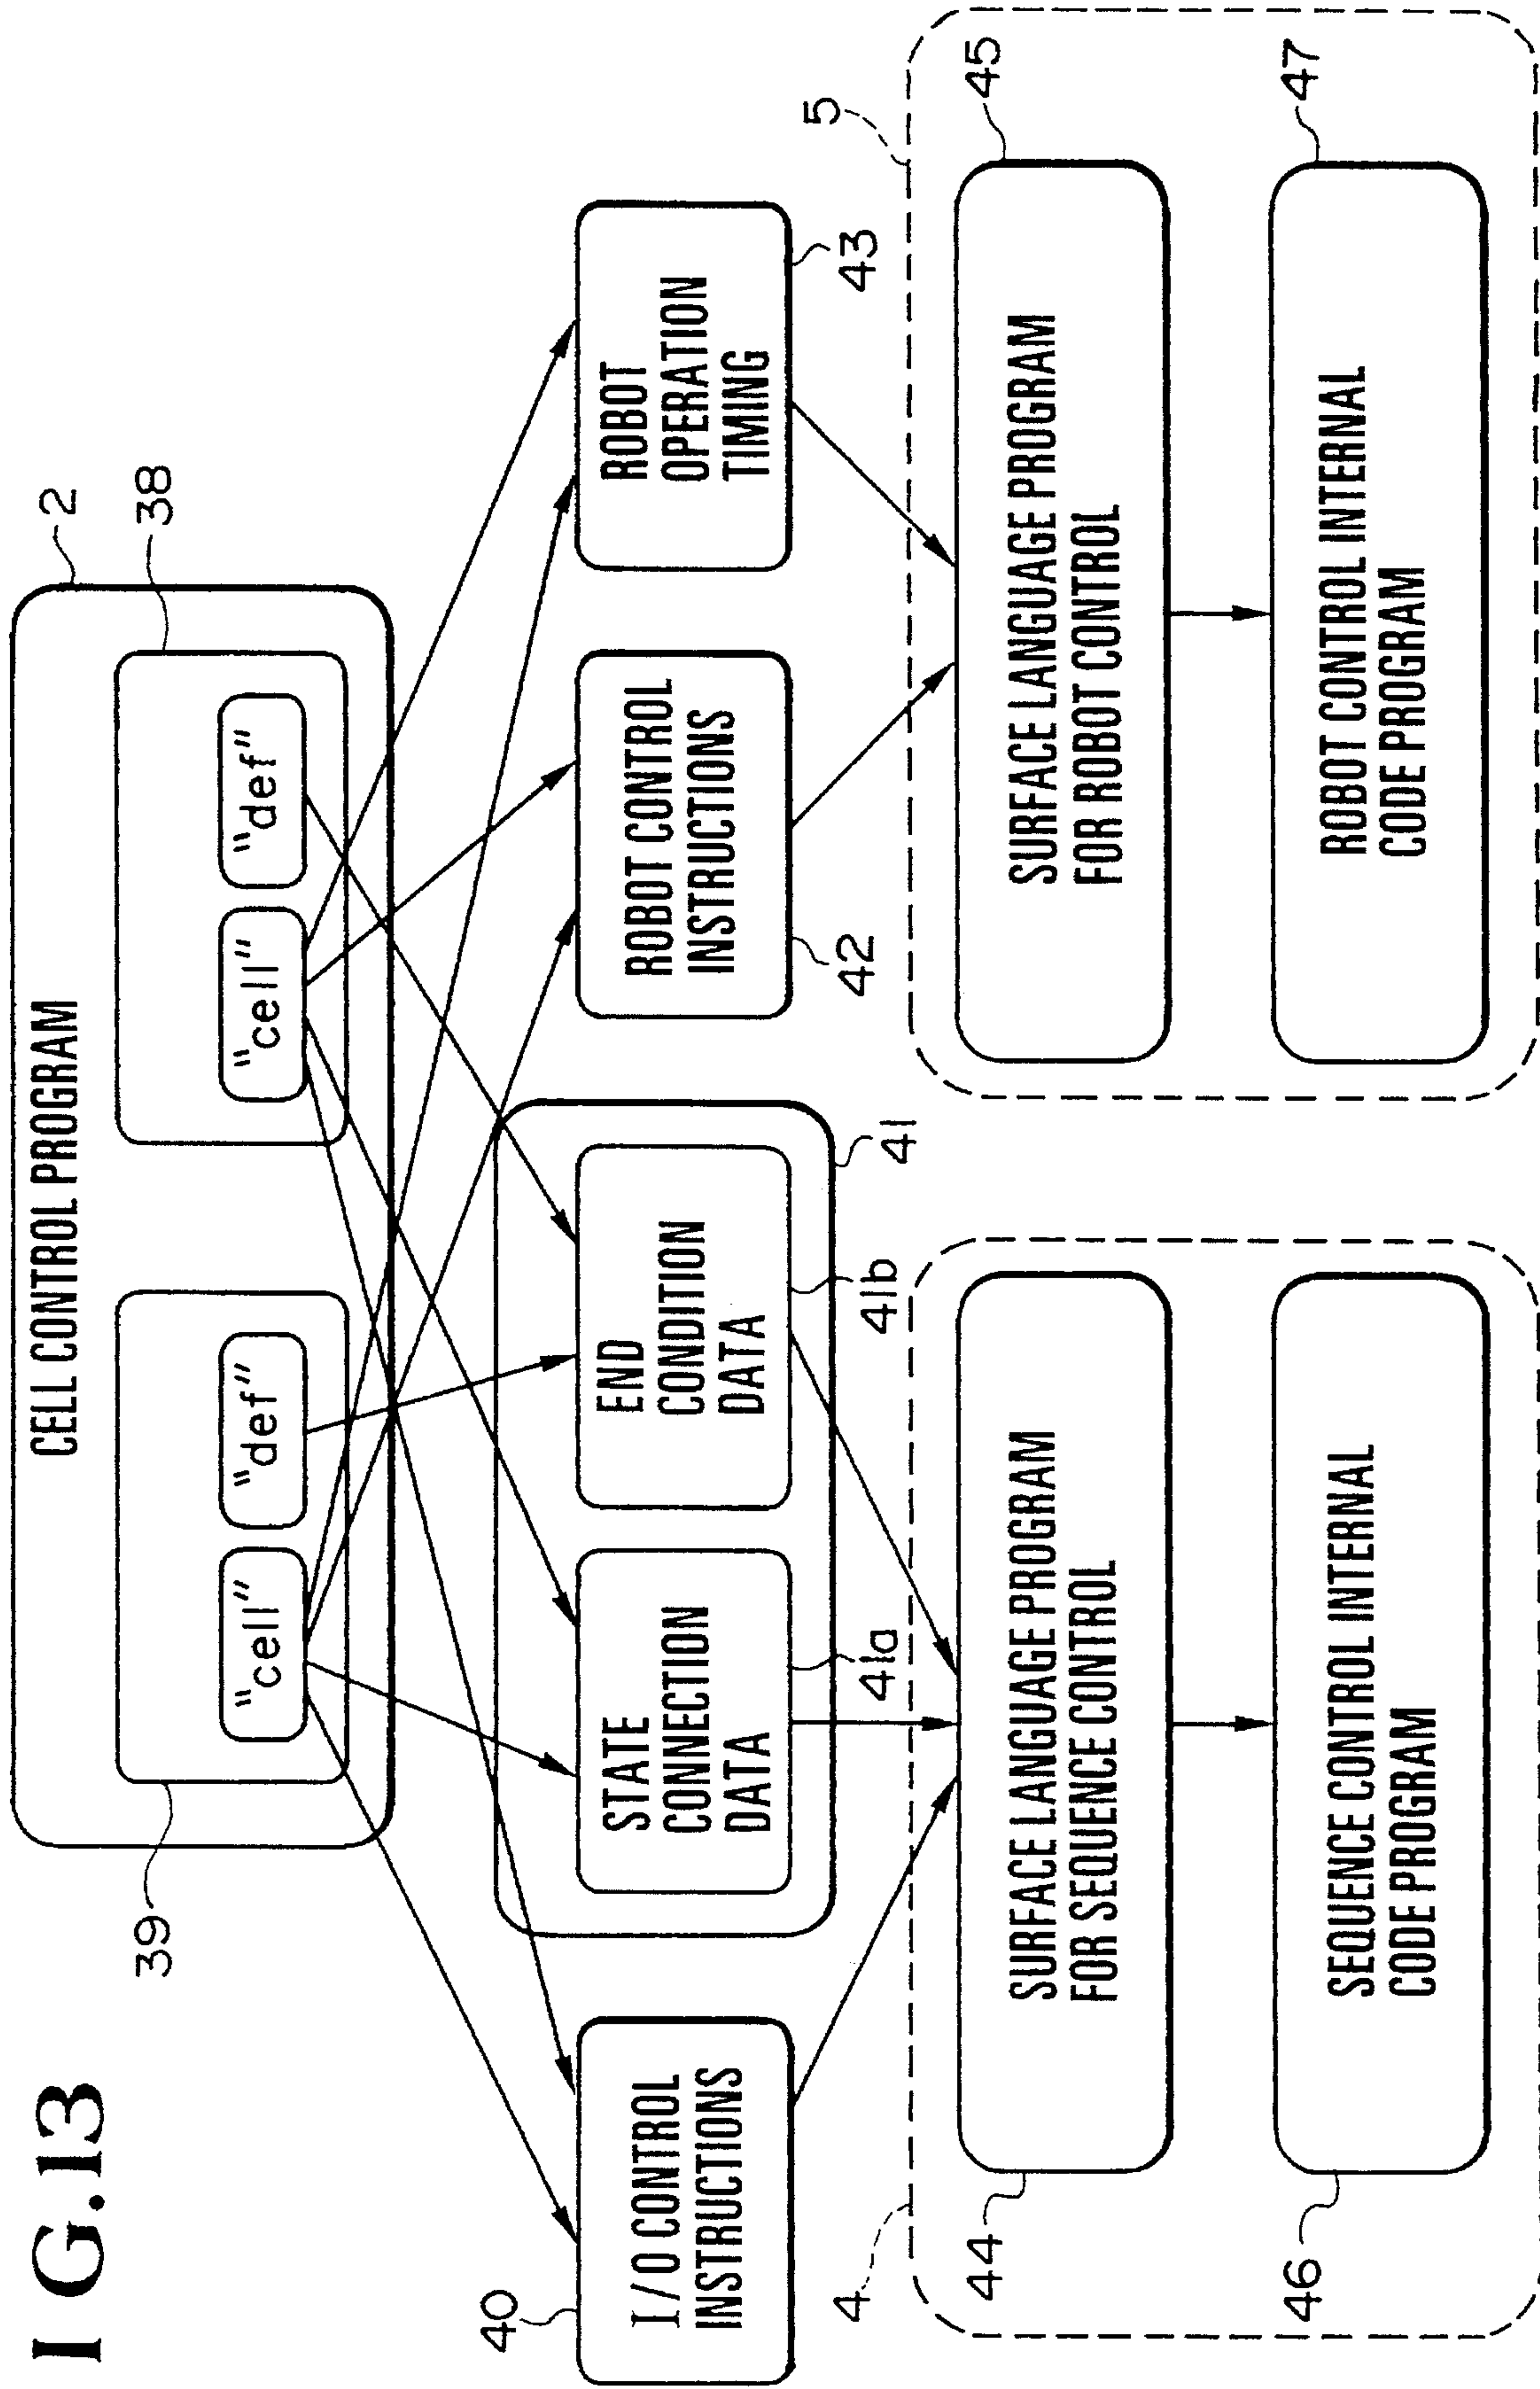 I G.13
CELL CONTROL PROGRAM
2
39
"cell"
"def"
"cell"
"def"
38
40
I/O CONTROL
INSTRUCTIONS
STATE
CONNECTION
DATA
41a
END
CONDITION
DATA
41b
41
ROBOT CONTROL
INSTRUCTIONS
42
ROBOT
OPERATION
TIMING
43
4
44
SURFACE LANGUAGE PROGRAM
FOR SEQUENCE CONTROL
46
SEQUENCE CONTROL INTERNAL
CODE PROGRAM
5
SURFACE LANGUAGE PROGRAM
FOR ROBOT CONTROL
45
ROBOT CONTROL INTERNAL
CODE PROGRAM
47